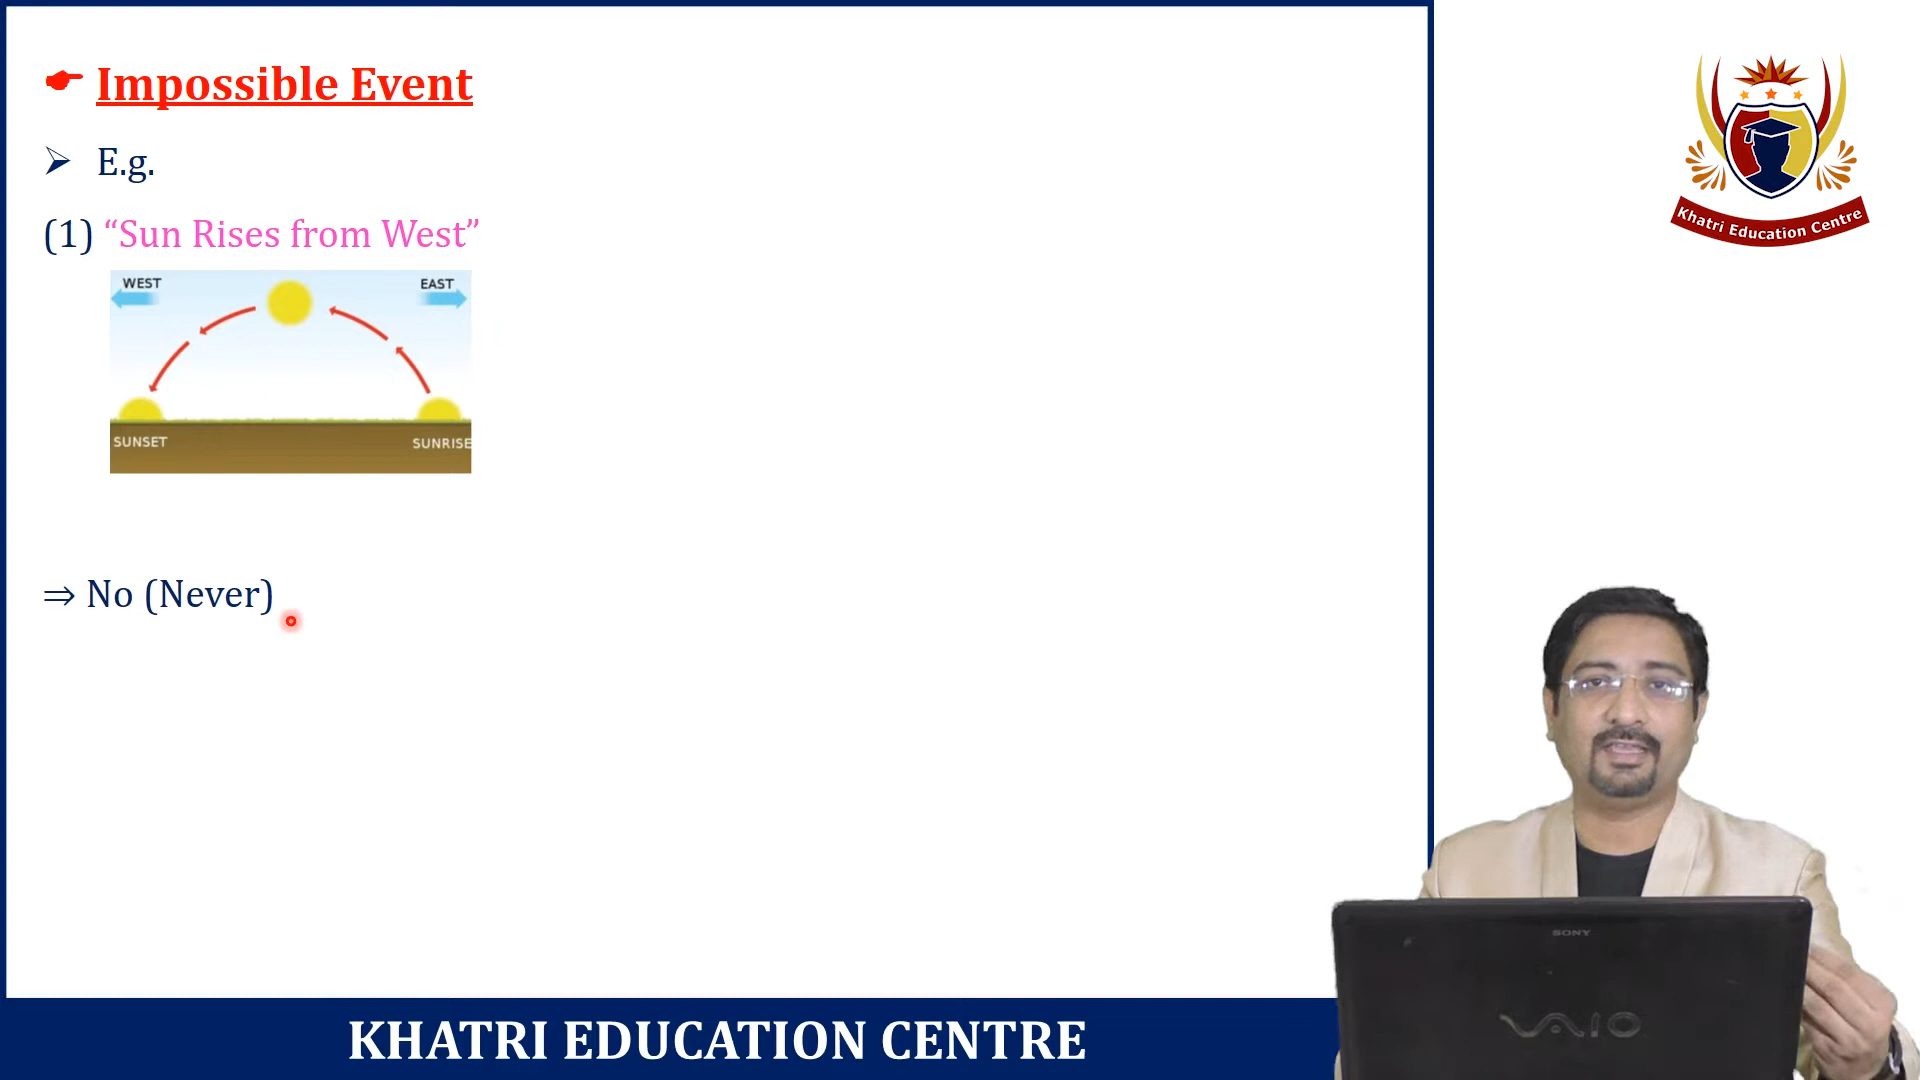 Impossible Event
➢ E.g.
(1) “Sun Rises from West”
WEST
EAST
SUNSET
SUNRISE
⇒ No (Never)
KHATRI EDUCATION CENTRE
Khatri Education Centre
SONY
VAIO